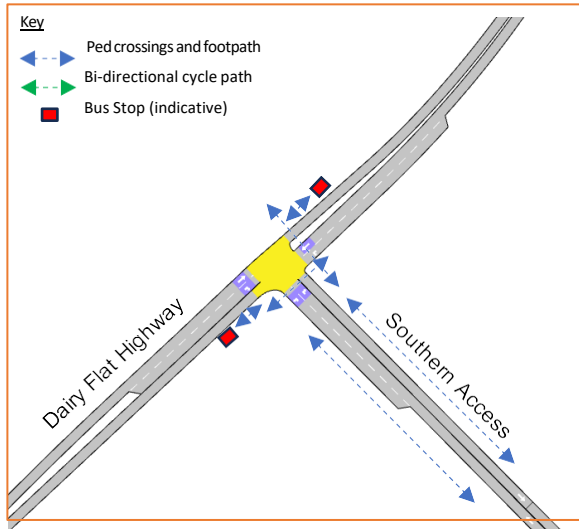 Key
Ped crossings and footpath
Bi-directional cycle path
Bus Stop (indicative)
Dairy Flat Highway
Southern Access